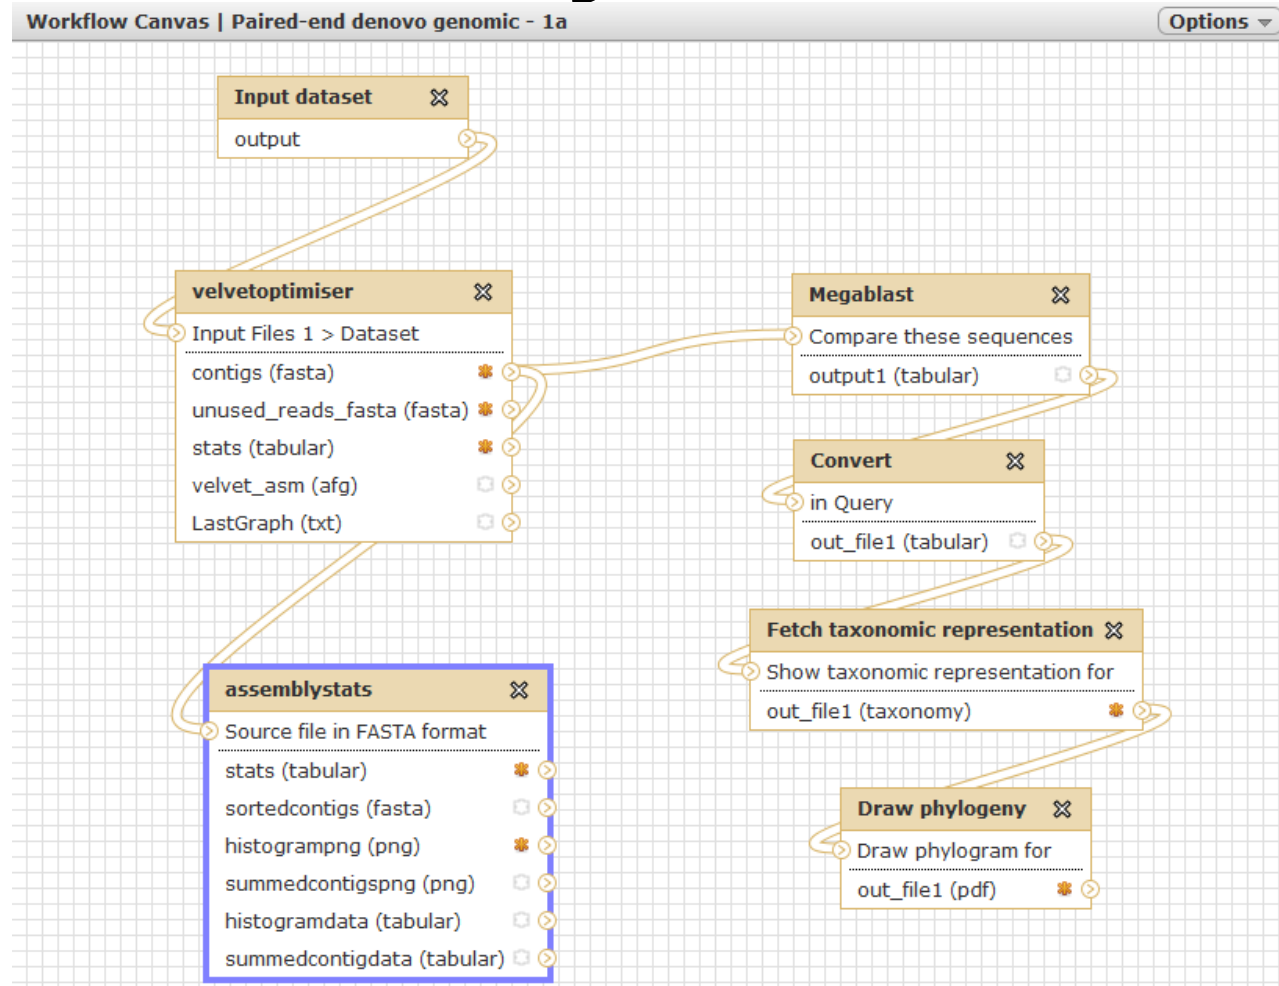 Workflow Canvas | Paired-end denovo genomic - 1a
Options
Input dataset
output
velvetoptimiser
Input Files 1 > Dataset
contigs (fasta)
unused_reads_fasta (fasta)
stats (tabular)
velvet_asm (afg)
LastGraph (txt)
assemblystats
Source file in FASTA format
stats (tabular)
sortedcontigs (fasta)
histogrampng (png)
summedcontigspng (png)
histogramdata (tabular)
summedcontigdata (tabular)
Megablast
Compare these sequences
output1 (tabular)
Convert
in Query
out_file1 (tabular)
Fetch taxonomic representation
Show taxonomic representation for
out_file1 (taxonomy)
Draw phylogeny
Draw phylogram for
out_file1 (pdf)